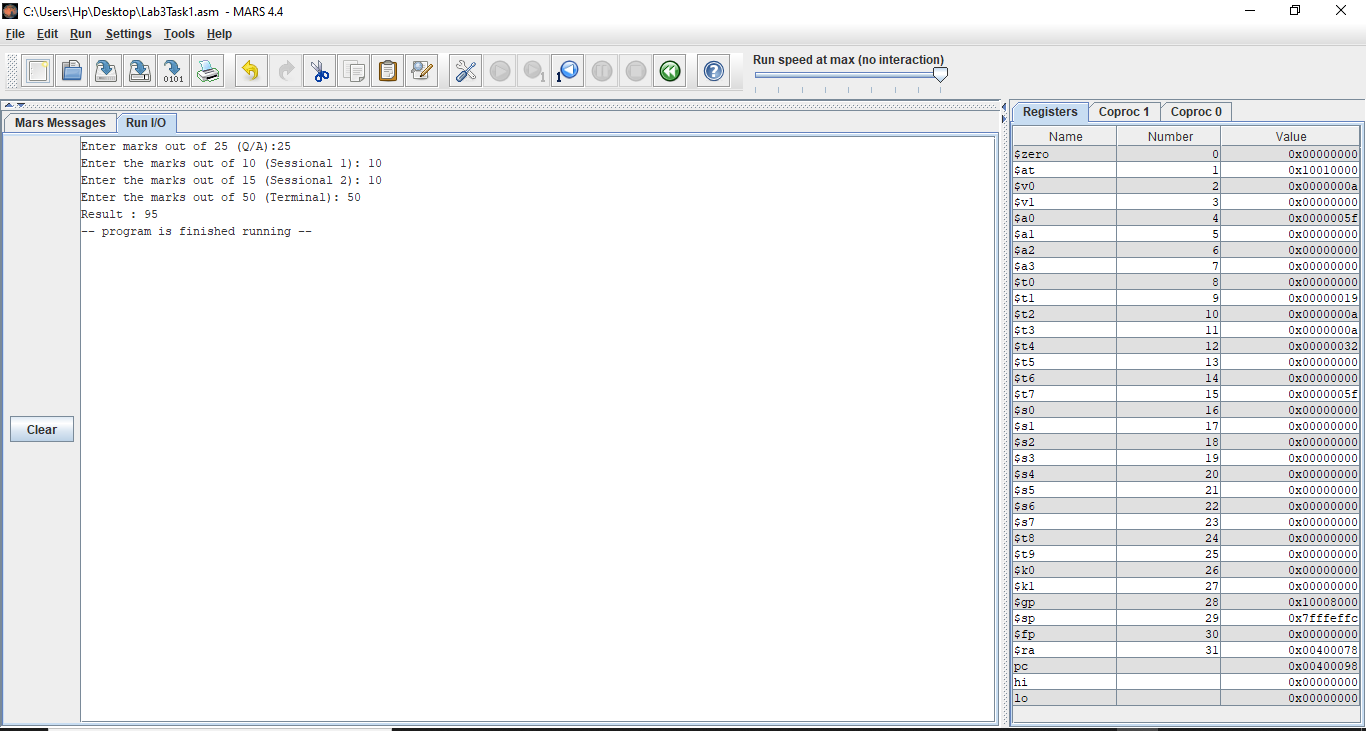 C:\Users\Hp\Desktop\Lab3Task1.asm - MARS 4.4
File Edit Run Settings Tools Help
Run speed at max (no interaction)
Mars Messages Run I/O
Enter marks out of 25 (Q/A):25
Enter the marks out of 10 (Sessional 1): 10
Enter the marks out of 15 (Sessional 2): 10
Enter the marks out of 50 (Terminal): 50
Result : 95
-- program is finished running --
Clear
Registers Coproc 1 Coproc 0
Name Number Value
$zero 0 0x00000000
$at 1 0x10010000
$v0 2 0x0000000a
$v1 3 0x00000000
$a0 4 0x0000005f
$a1 5 0x00000000
$a2 6 0x00000000
$a3 7 0x00000000
$t0 8 0x00000000
$t1 9 0x00000019
$t2 10 0x0000000a
$t3 11 0x0000000a
$t4 12 0x00000032
$t5 13 0x00000000
$t6 14 0x00000000
$t7 15 0x0000005f
$s0 16 0x00000000
$s1 17 0x00000000
$s2 18 0x00000000
$s3 19 0x00000000
$s4 20 0x00000000
$s5 21 0x00000000
$s6 22 0x00000000
$s7 23 0x00000000
$t8 24 0x00000000
$t9 25 0x00000000
$k0 26 0x00000000
$k1 27 0x00000000
$gp 28 0x10008000
$sp 29 0x7fffeffc
$fp 30 0x00000000
$ra 31 0x00400078
pc 0x00400098
hi 0x00000000
lo 0x00000000